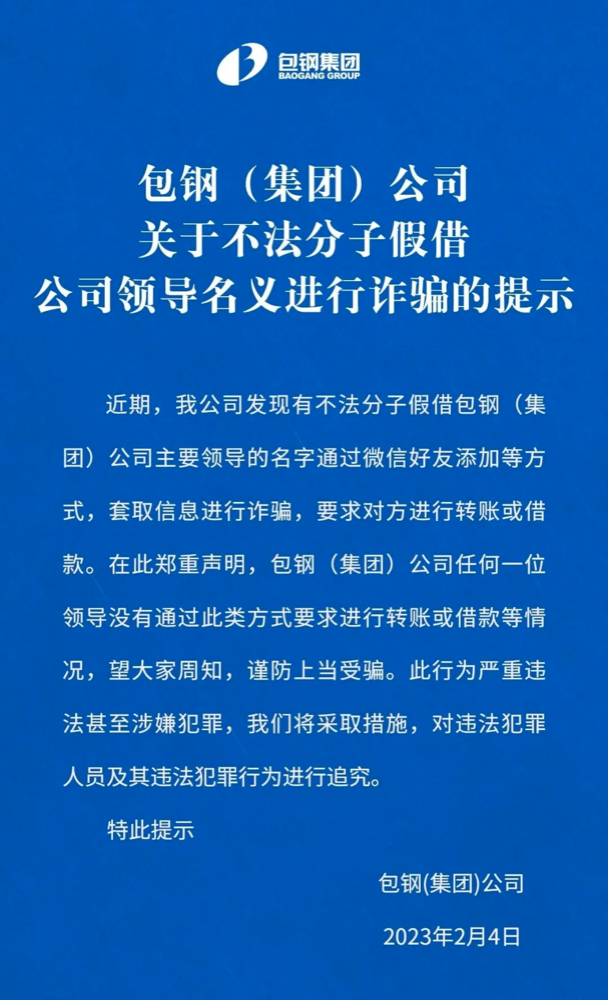 包钢集团
BAOGANG GROUP
包钢（集团）公司
关于不法分子假借
公司领导名义进行诈骗的提示
近期，我公司发现有不法分子假借包钢（集
团）公司主要领导的名字通过微信好友添加等方
式，套取信息进行诈骗，要求对方进行转账或借
款。在此郑重声明，包钢（集团）公司任何一位
领导没有通过此类方式要求进行转账或借款等情
况，望大家周知，谨防上当受骗。此行为严重违
法甚至涉嫌犯罪，我们将采取措施，对违法犯罪
人员及其违法犯罪行为进行追究。
特此提示
包钢(集团)公司
2023年2月4日